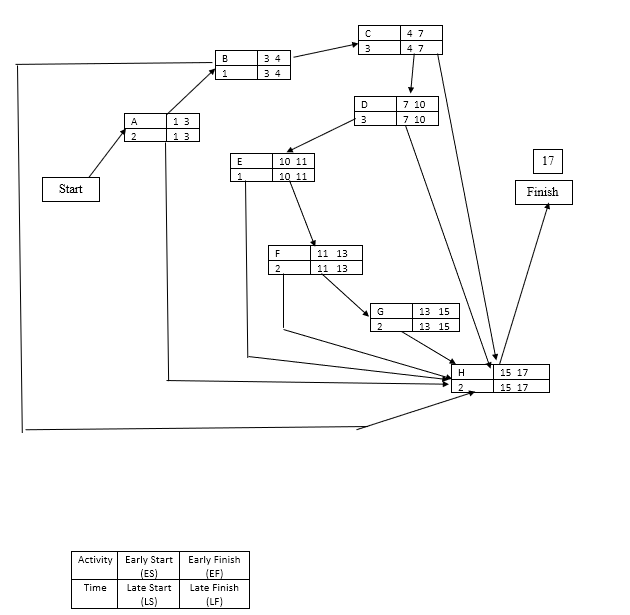 C 4 7
3 4 7
B 3 4
1 3 4
D 7 10
3 7 10
A 1 3
2 1 3
E 10 11
1 10 11
17
Start
Finish
F 11 13
2 11 13
G 13 15
2 13 15
H 15 17
2 15 17
Activity Early Start Early Finish
(ES) (EF)
Time Late Start Late Finish
(LS) (LF)